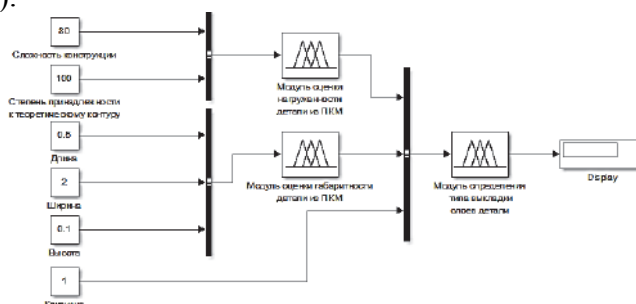 ).
80
Сложность конструкции
100
Степень принадлежности
к теоретическому контуру
0.5
Длина
2
Ширина
0.1
Высота
1
Модуль оценки
нагруженности
детали из ПКМ
Модуль оценки габаритности
детали из ПКМ
Модуль определения
типа выкладки
слоев детали
Display